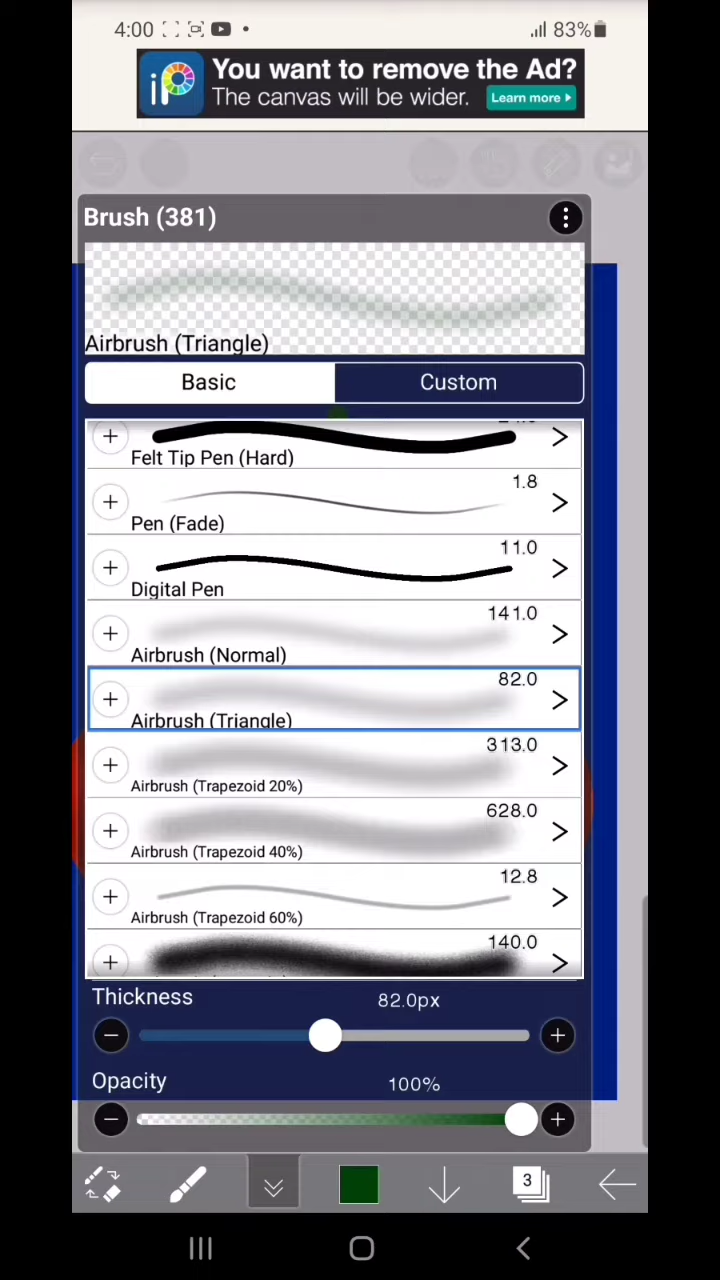 4:00
83%
iP
You want to remove the Ad?
The canvas will be wider.
Learn more
Brush (381)
Airbrush (Triangle)
Basic
Custom
Felt Tip Pen (Hard)
1.8
Pen (Fade)
11.0
Digital Pen
141.0
Airbrush (Normal)
82.0
Airbrush (Triangle)
313.0
Airbrush (Trapezoid 20%)
628.0
Airbrush (Trapezoid 40%)
12.8
Airbrush (Trapezoid 60%)
140.0
Thickness
82.0px
Opacity
100%
3